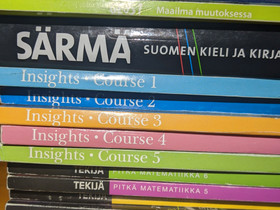 Maailma muutoksessa
SÄRMÄ SUOMEN KIELI JA KIRJA
Insights • Course 1
Insights • Course 2
Insights • Course 3
Insights • Course 4
Insights • Course 5
TEKIJÄ PITKÄ MATEMATIIKKA 6
TEKIJÄ PITKÄ MATEMATIIKKA 5
TEKIJÄ